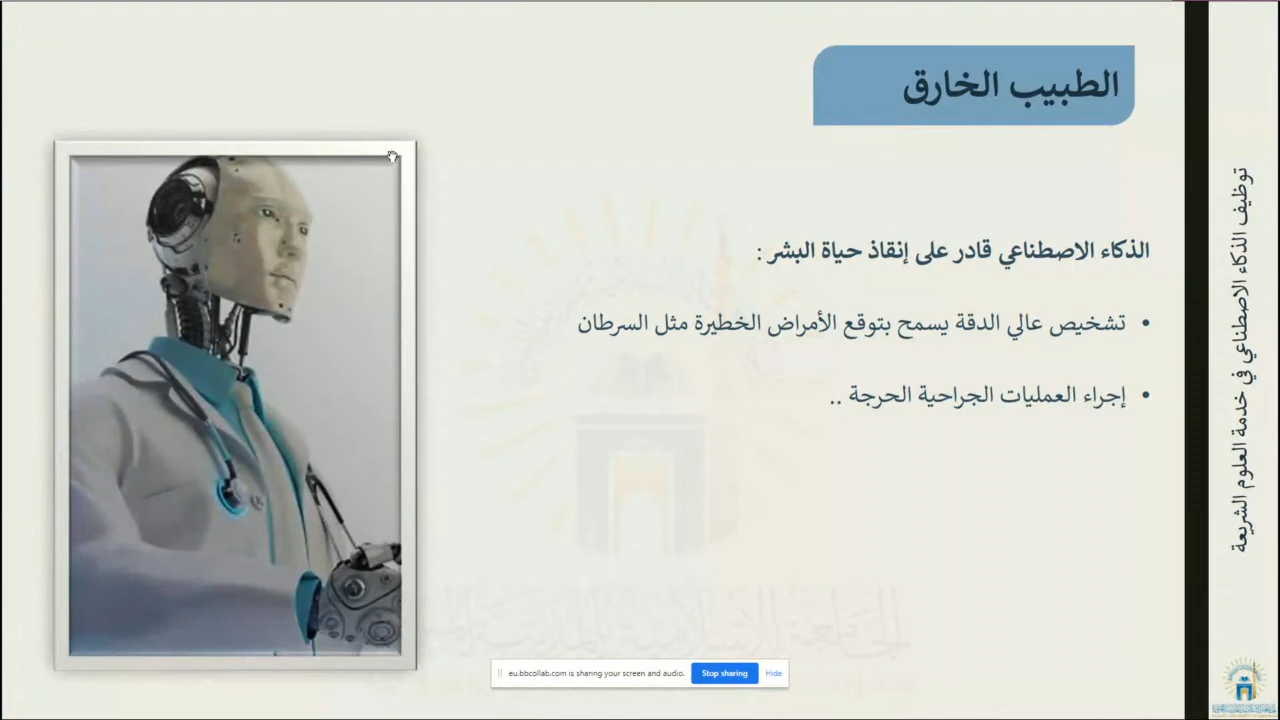 الطبيب الخارق
الذكاء الاصطناعي قادر على إنقاذ حياة البشر :
• تشخيص عالي الدقة يسمح بتوقع الأمراض الخطيرة مثل السرطان
• إجراء العمليات الجراحية الحرجة ..
توظيف الذكاء الاصطناعي في خدمة العلوم الشريعة
eu.bbcollab.com is sharing your screen and audio.
Stop sharing
Hide